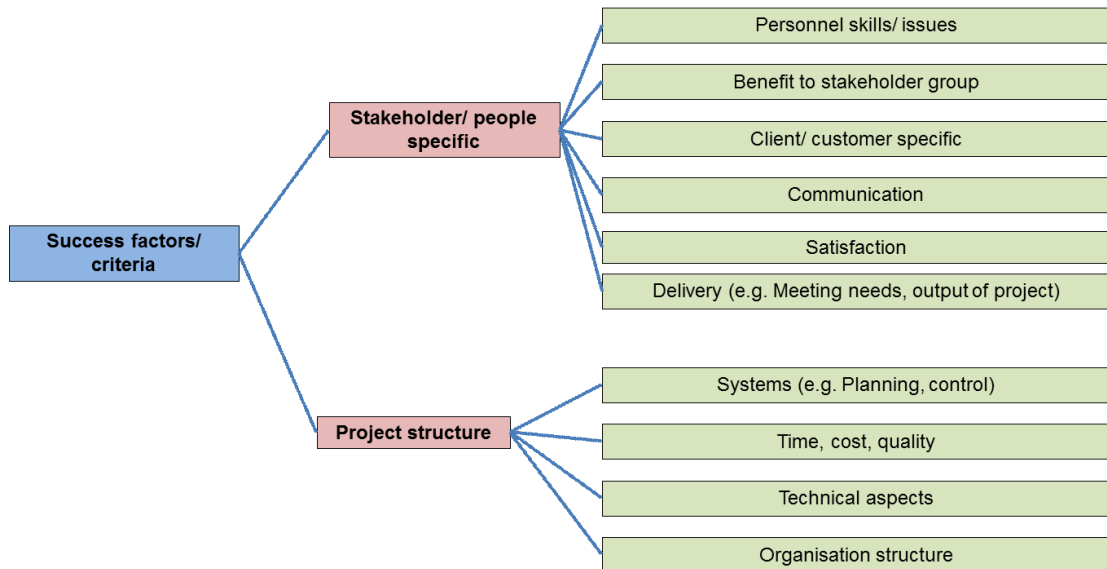 Personnel skills/ issues
Benefit to stakeholder group
Stakeholder/ people
specific
Client/ customer specific
Communication
Success factors/
criteria
Satisfaction
Delivery (e.g. Meeting needs, output of project)
Systems (e.g. Planning, control)
Project structure
Time, cost, quality
Technical aspects
Organisation structure